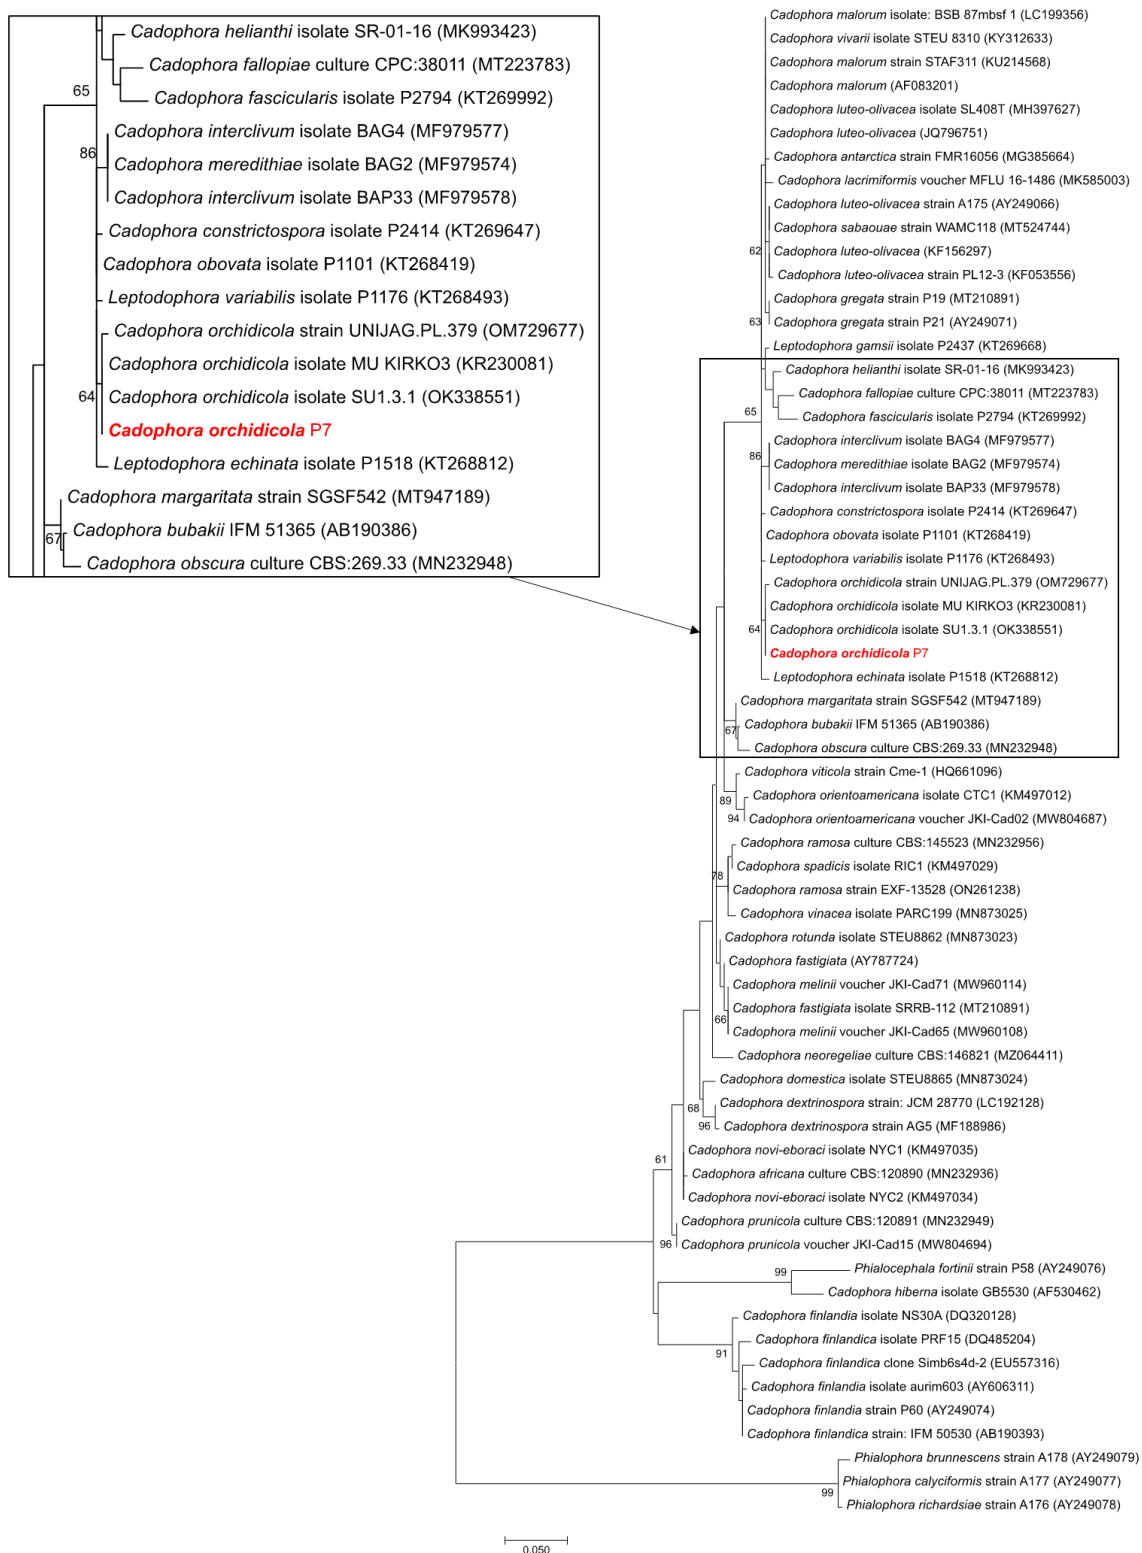 Cadophora helianthi isolate SR-01-16 (MK993423)
Cadophora fallopiae culture CPC:38011 (MT223783)
65
Cadophora fascicularis isolate P2794 (KT269992)
Cadophora interclivum isolate BAG4 (MF979577)
86
Cadophora meredithiae isolate BAG2 (MF979574)
Cadophora interclivum isolate BAP33 (MF979578)
Cadophora constrictospora isolate P2414 (KT269647)
Cadophora obovata isolate P1101 (KT268419)
Leptodophora variabilis isolate P1176 (KT268493)
Cadophora orchidicola strain UNIJAG.PL.379 (OM729677)
Cadophora orchidicola isolate MU KIRKO3 (KR230081)
64
Cadophora orchidicola isolate SU1.3.1 (OK338551)
Cadophora orchidicola P7
Leptodophora echinata isolate P1518 (KT268812)
Cadophora margaritata strain SGSF542 (MT947189)
Cadophora bubakii IFM 51365 (AB190386)
67
Cadophora obscura culture CBS:269.33 (MN232948)
Cadophora malorum isolate: BSB 87mbsf 1 (LC199356)
Cadophora vivarii isolate STEU 8310 (KY312633)
Cadophora malorum strain STAF311 (KU214568)
Cadophora malorum (AF083201)
Cadophora luteo-olivacea isolate SL408T (MH397627)
Cadophora luteo-olivacea (JQ796751)
Cadophora antarctica strain FMR16056 (MG385664)
Cadophora lacrimiformis voucher MFLU 16-1486 (MK585003)
Cadophora luteo-olivacea strain A175 (AY249066)
Cadophora sabaouae strain WAMC118 (MT524744)
62
Cadophora luteo-olivacea (KF156297)
Cadophora luteo-olivacea strain PL12-3 (KF053556)
Cadophora gregata strain P19 (MT210891)
63
Cadophora gregata strain P21 (AY249071)
Leptodophora gamsii isolate P2437 (KT269668)
Cadophora helianthi isolate SR-01-16 (MK993423)
Cadophora fallopiae culture CPC:38011 (MT223783)
65
Cadophora fascicularis isolate P2794 (KT269992)
Cadophora interclivum isolate BAG4 (MF979577)
86
Cadophora meredithiae isolate BAG2 (MF979574)
Cadophora interclivum isolate BAP33 (MF979578)
Cadophora constrictospora isolate P2414 (KT269647)
Cadophora obovata isolate P1101 (KT268419)
Leptodophora variabilis isolate P1176 (KT268493)
Cadophora orchidicola strain UNIJAG.PL.379 (OM729677)
Cadophora orchidicola isolate MU KIRKO3 (KR230081)
64
Cadophora orchidicola isolate SU1.3.1 (OK338551)
Cadophora orchidicola P7
Leptodophora echinata isolate P1518 (KT268812)
Cadophora margaritata strain SGSF542 (MT947189)
Cadophora bubakii IFM 51365 (AB190386)
67
Cadophora obscura culture CBS:269.33 (MN232948)
Cadophora viticola strain Cme-1 (HQ661096)
Cadophora orientoamericana isolate CTC1 (KM497012)
89
94
Cadophora orientoamericana voucher JKI-Cad02 (MW804687)
Cadophora ramosa culture CBS:145523 (MN232956)
Cadophora spadicis isolate RIC1 (KM497029)
78
Cadophora ramosa strain EXF-13528 (ON261238)
Cadophora vinacea isolate PARC199 (MN873025)
Cadophora rotunda isolate STEU8862 (MN873023)
Cadophora fastigiata (AY787724)
Cadophora melinii voucher JKI-Cad71 (MW960114)
Cadophora fastigiata isolate SRRB-112 (MT210891)
66
Cadophora melinii voucher JKI-Cad65 (MW960108)
Cadophora neoregeliae culture CBS:146821 (MZ064411)
Cadophora domestica isolate STEU8865 (MN873024)
68
Cadophora dextrinospora strain: JCM 28770 (LC192128)
96
Cadophora dextrinospora strain AG5 (MF188986)
Cadophora novi-eboraci isolate NYC1 (KM497035)
61
Cadophora africana culture CBS:120890 (MN232936)
Cadophora novi-eboraci isolate NYC2 (KM497034)
Cadophora prunicola culture CBS:120891 (MN232949)
96
Cadophora prunicola voucher JKI-Cad15 (MW804694)
99
Phialocephala fortinii strain P58 (AY249076)
Cadophora hiberna isolate GB5530 (AF530462)
Cadophora finlandia isolate NS30A (DQ320128)
Cadophora finlandica isolate PRF15 (DQ485204)
91
Cadophora finlandica clone Simb6s4d-2 (EU557316)
Cadophora finlandia isolate aurim603 (AY606311)
Cadophora finlandia strain P60 (AY249074)
Cadophora finlandica strain: IFM 50530 (AB190393)
Phialophora brunnescens strain A178 (AY249079)
Phialophora calyciformis strain A177 (AY249077)
99
Phialophora richardsiae strain A176 (AY249078)
0.050